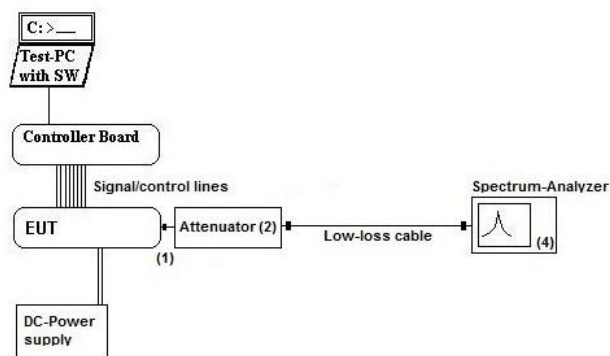 C: >__
Test-PC
with SW
Controller Board
Signal/control lines
Spectrum-Analyzer
EUT
Attenuator (2)
Low-loss cable
(4)
(1)
DC-Power
supply